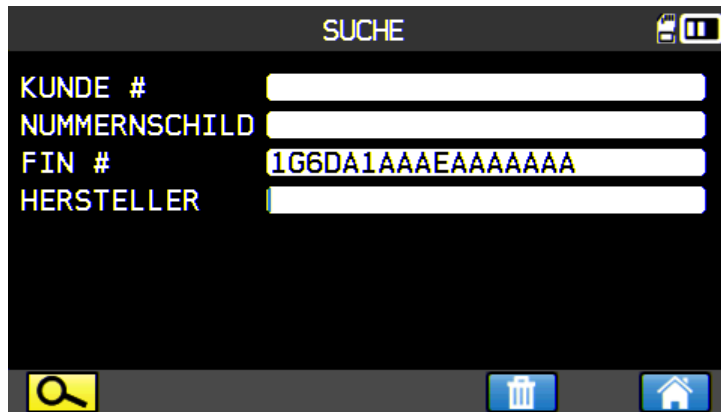 SUCHE
KUNDE #
NUMMERNSCHILD
FIN # 1G6DA1AAAEAAAAAAA
HERSTELLER